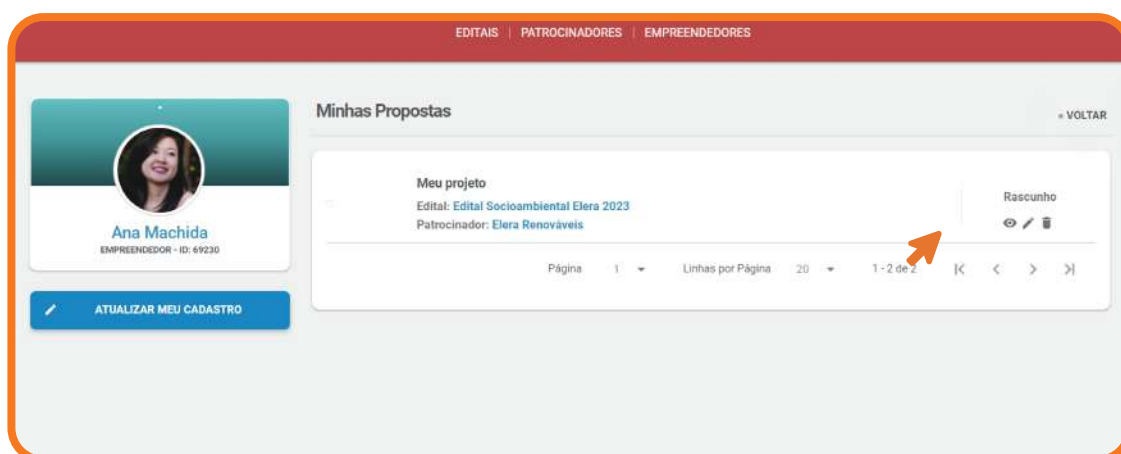 EDITAIS | PATROCINADORES | EMPREENDEDORES
Minhas Propostas
« VOLTAR
Meu projeto
Edital: Edital Socioambiental Elera 2023
Patrocinador: Elera Renováveis
Rascunho
Ana Machida
EMPREENDEDOR - ID: 69230
Página 1 Linhas por Página 20 1 - 2 de 2
ATUALIZAR MEU CADASTRO